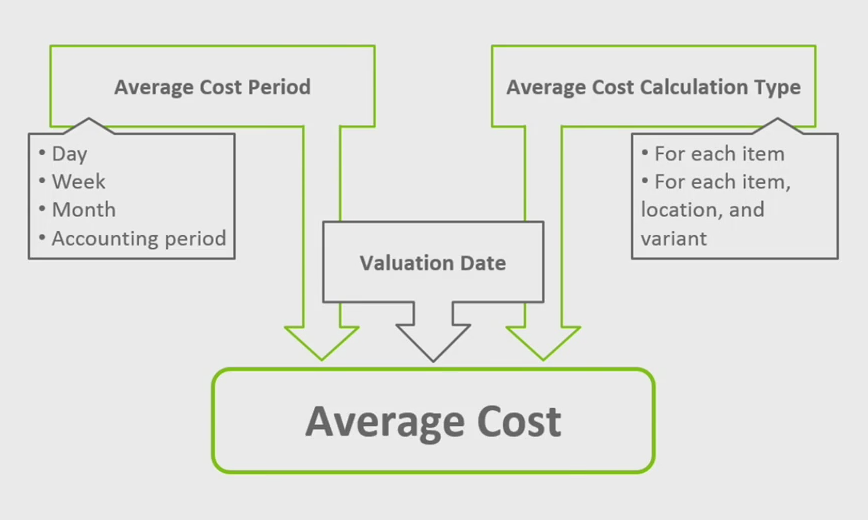 Average Cost Period
Average Cost Calculation Type
• Day
• Week
• Month
• Accounting period
• For each item
• For each item,
location, and
variant
Valuation Date
Average Cost